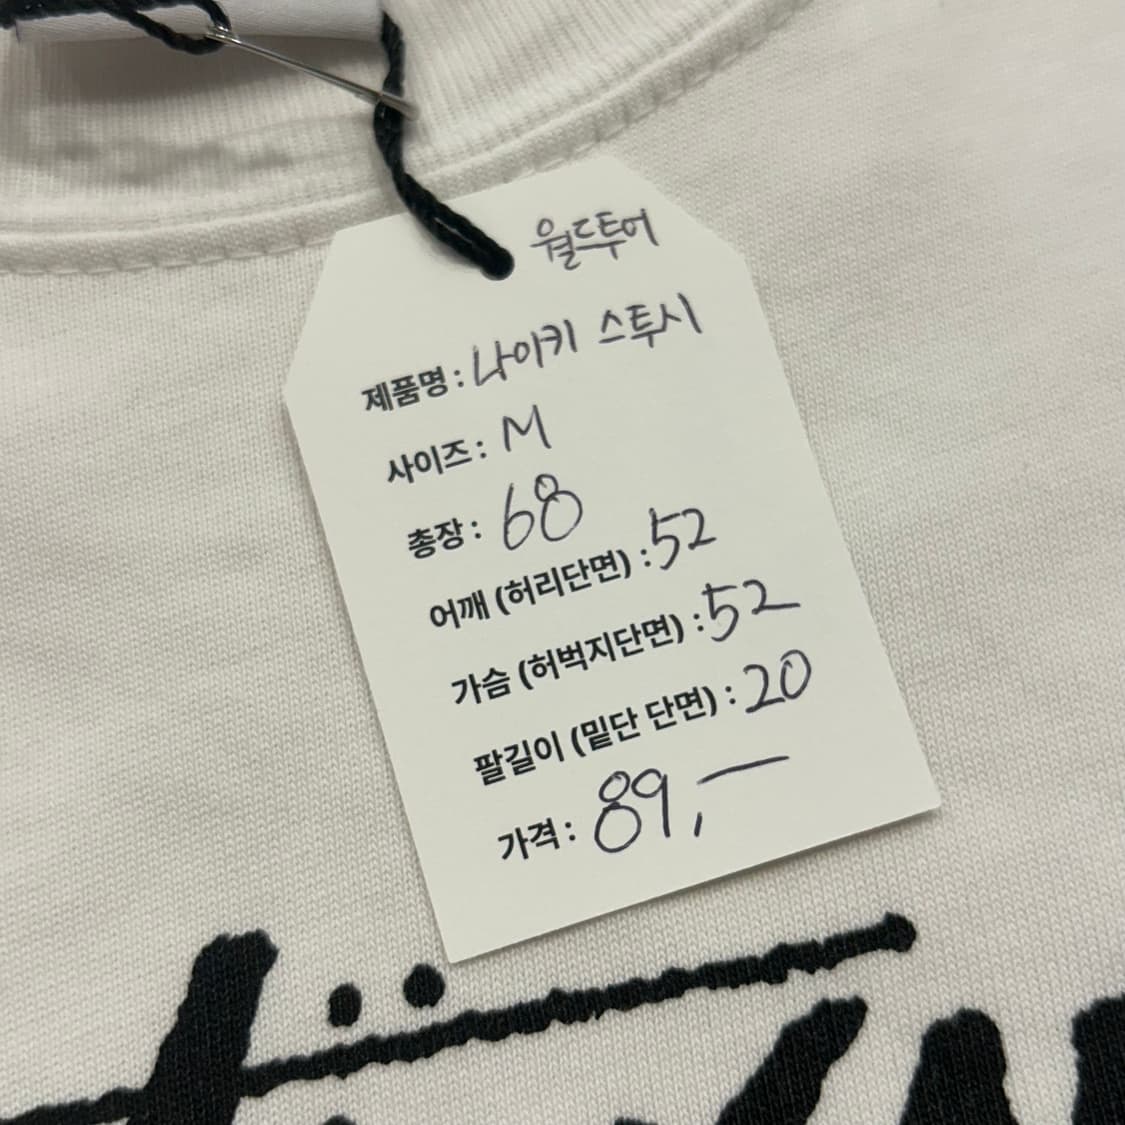 월드투어
제품명 : 나이키 스투시
사이즈 : M
총장 : 68
어깨 (허리단면) : 52
가슴 (허벅지단면) : 52
팔길이 (밑단 단면) : 20
가격 : 89,-